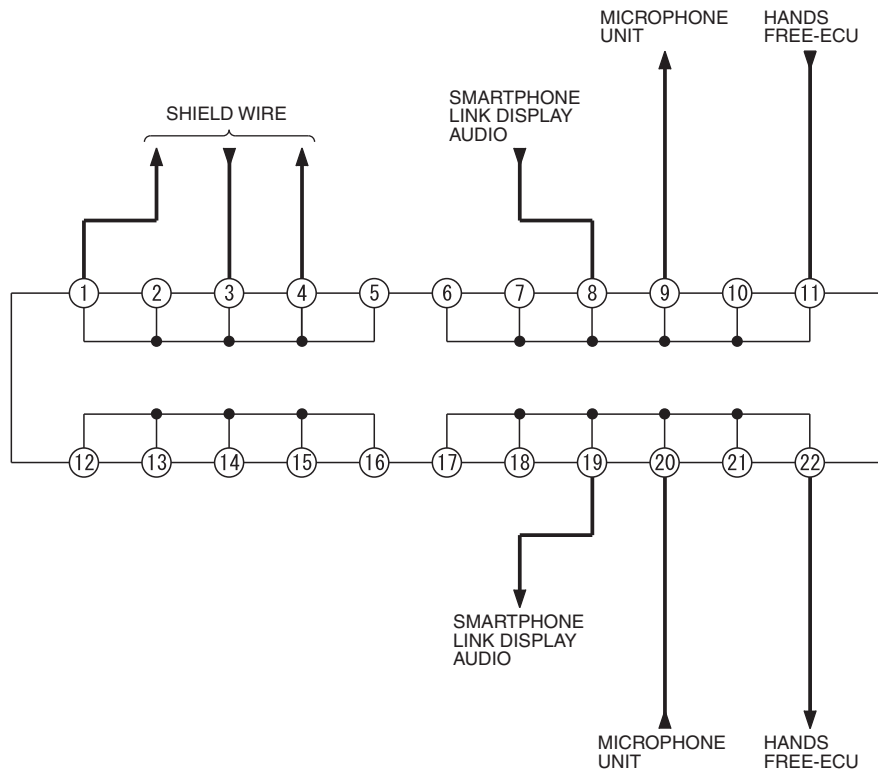 MICROPHONE
UNIT
HANDS
FREE-ECU
SMARTPHONE
LINK DISPLAY
AUDIO
SHIELD WIRE
1 2 3 4 5 6 7 8 9 10 11
12 13 14 15 16 17 18 19 20 21 22
SMARTPHONE
LINK DISPLAY
AUDIO
MICROPHONE
UNIT
HANDS
FREE-ECU